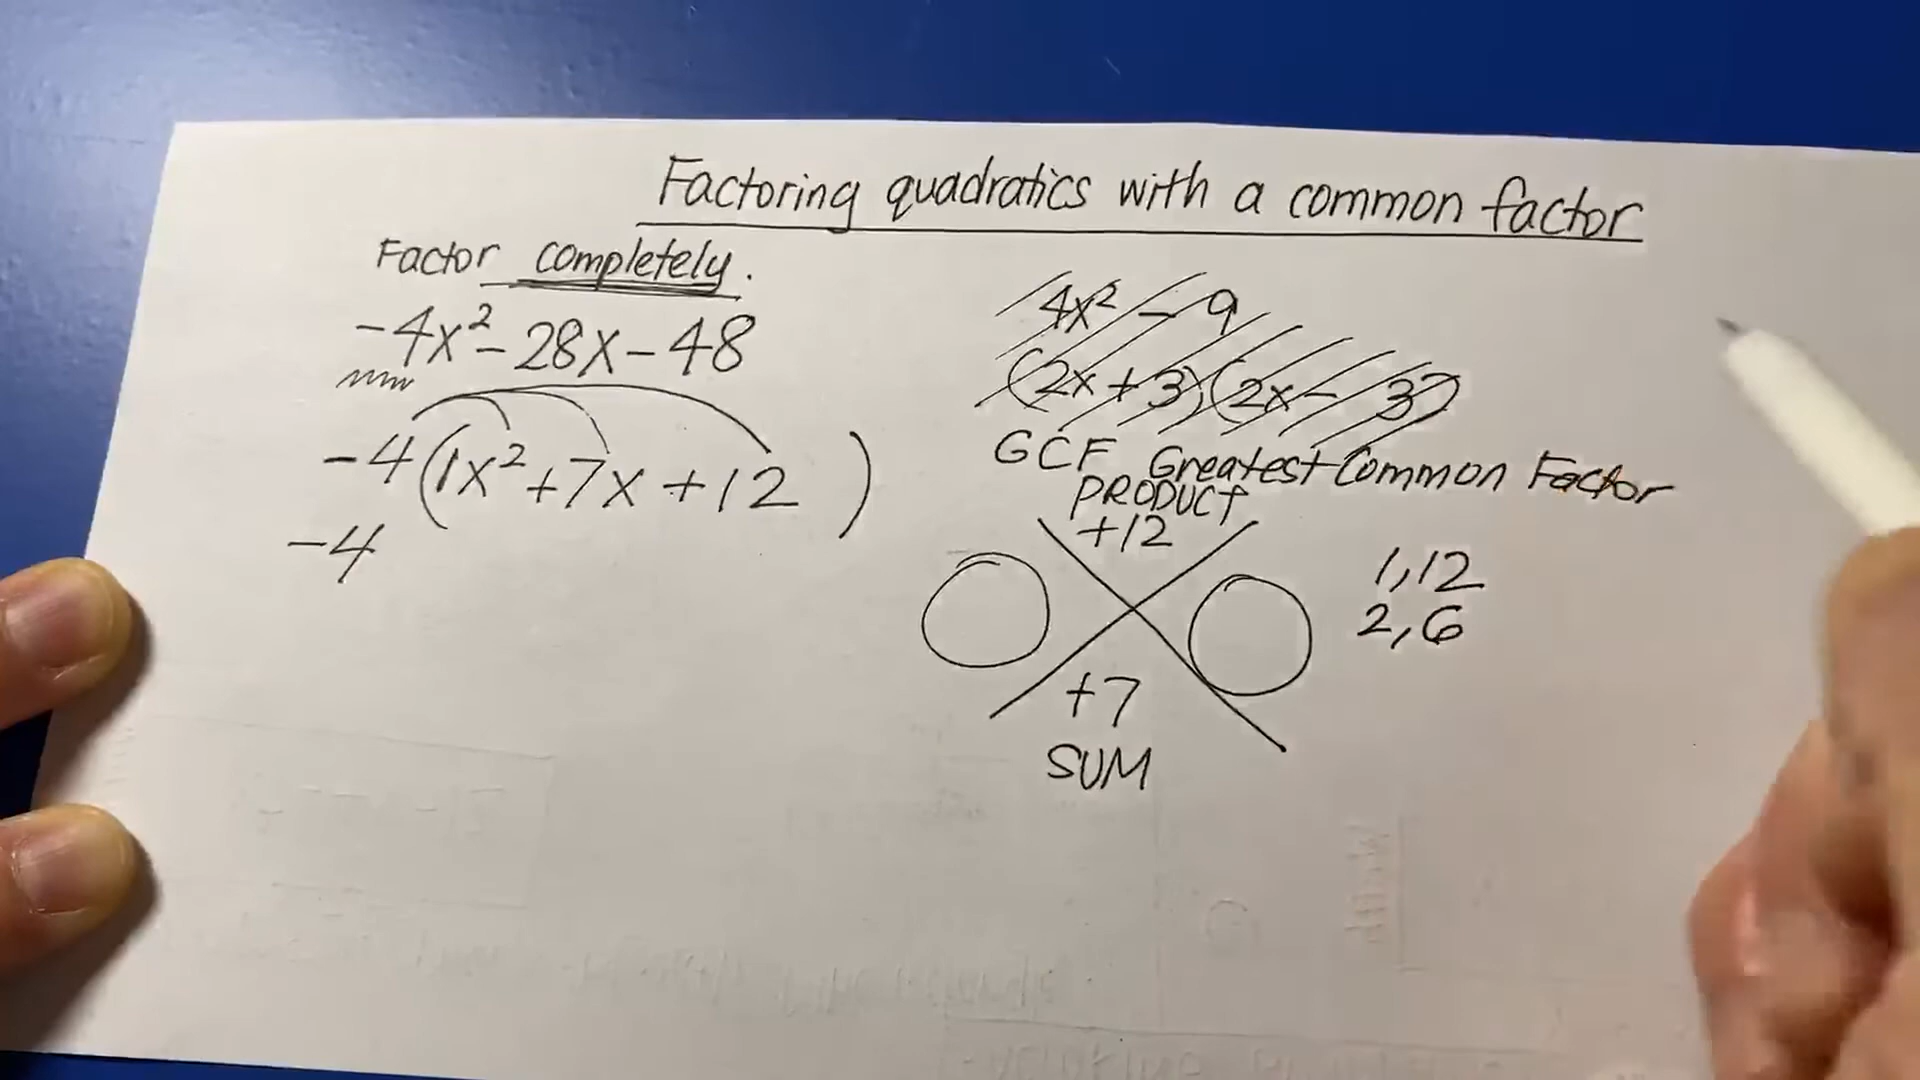 Factoring quadratics with a common factor
Factor completely.
-4x² - 28x - 48
-4(1x² + 7x + 12 )
-4
4x² - 9
(2x + 3)(2x - 3)
GCF Greatest Common Factor
PRODUCT
+12
1,12
2,6
+7
SUM